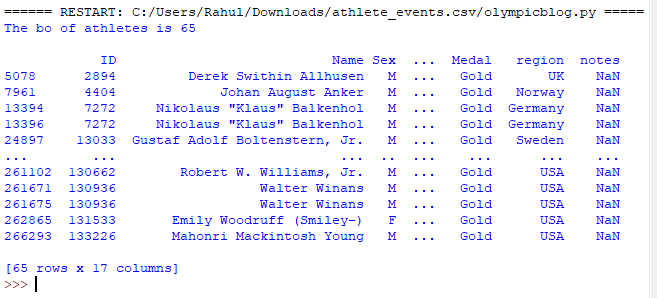 ====== RESTART: C:/Users/Rahul/Downloads/athlete_events.csv/olympicblog.py =====
The bo of athletes is 65
ID Name Sex ... Medal region notes
5078 2894 Derek Swithin Allhusen M ... Gold UK NaN
7961 4404 Johan August Anker M ... Gold Norway NaN
13394 7272 Nikolaus "Klaus" Balkenhol M ... Gold Germany NaN
13396 7272 Nikolaus "Klaus" Balkenhol M ... Gold Germany NaN
24897 13033 Gustaf Adolf Boltenstern, Jr. M ... Gold Sweden NaN
... ... ... .. ... ... ... ...
261102 130662 Robert W. Williams, Jr. M ... Gold USA NaN
261671 130936 Walter Winans M ... Gold USA NaN
261675 130936 Walter Winans M ... Gold USA NaN
262865 131533 Emily Woodruff (Smiley-) F ... Gold USA NaN
266293 133226 Mahonri Mackintosh Young M ... Gold USA NaN
[65 rows x 17 columns]
>>>